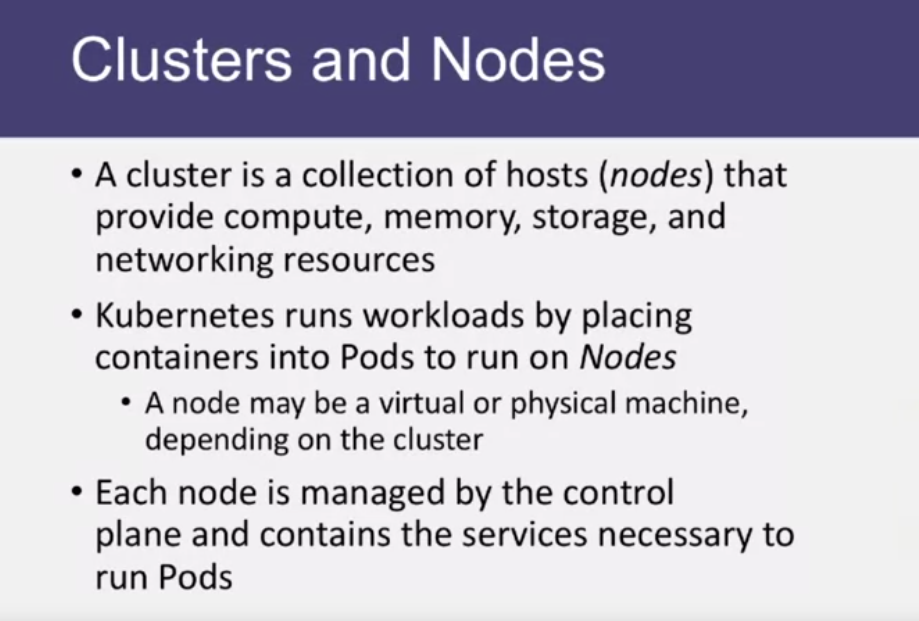 Clusters and Nodes
• A cluster is a collection of hosts (nodes) that
provide compute, memory, storage, and
networking resources
• Kubernetes runs workloads by placing
containers into Pods to run on Nodes
• A node may be a virtual or physical machine,
depending on the cluster
• Each node is managed by the control
plane and contains the services necessary to
run Pods